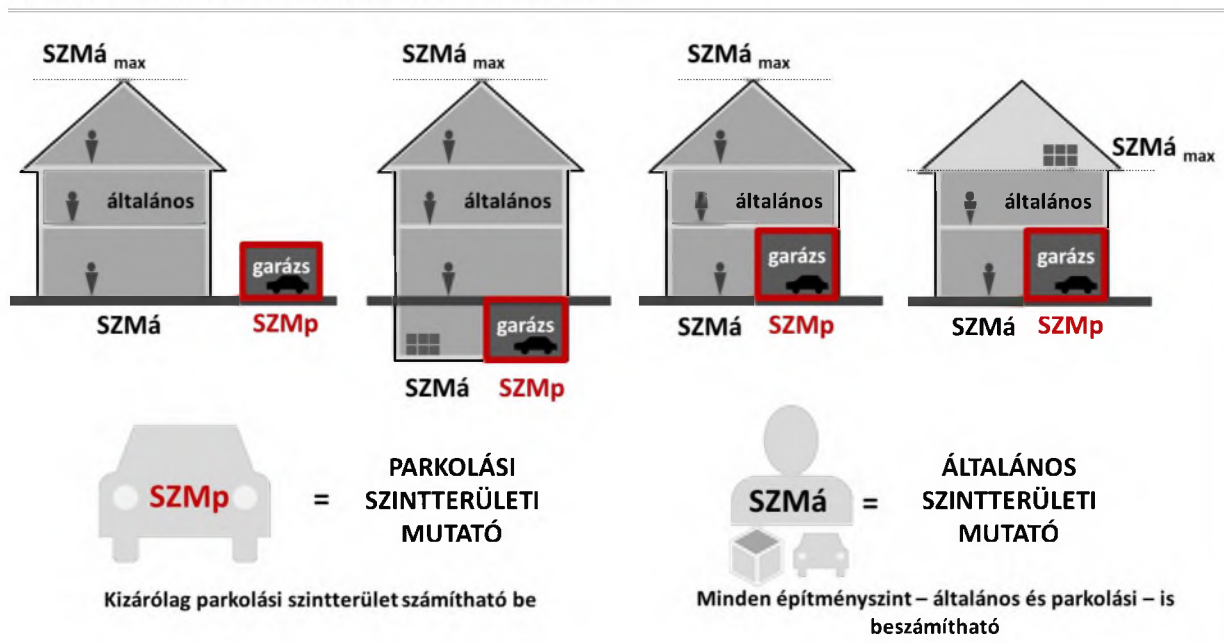 SZMá max
általános
garázs
SZMá
SZMp
SZMá max
általános
garázs
SZMá
SZMp
SZMá max
általános
garázs
SZMá
SZMp
SZMá max
általános
garázs
SZMá
SZMp
SZMp
=
PARKOLÁSI
SZINTTERÜLETI
MUTATÓ
Kizárólag parkolási szintterület számítható be
SZMá
=
ÁLTALÁNOS
SZINTTERÜLETI
MUTATÓ
Minden építményszint – általános és parkolási – is
beszámítható